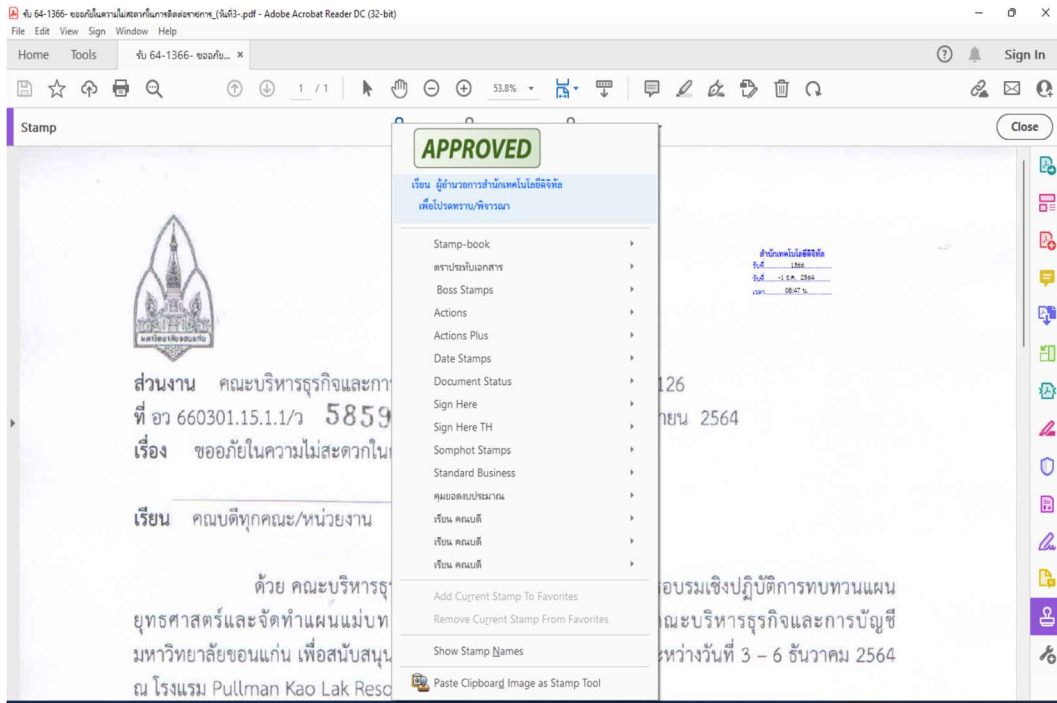 รับ 64-1366- ขออภัยในความไม่สะดวกในการติดต่อราชการ_(วันที่3-.pdf - Adobe Acrobat Reader DC (32-bit)
File Edit View Sign Window Help
Home Tools รับ 64-1366- ขออภัย... × Sign In
1 / 1 53.8%
Stamp Close
APPROVED
เรียน ผู้อำนวยการสำนักเทคโนโลยีดิจิทัล
เพื่อโปรดทราบ/พิจารณา
Stamp-book
ตราประทับเอกสาร
Boss Stamps
Actions
Actions Plus
Date Stamps
Document Status
Sign Here
Sign Here TH
Somphot Stamps
Standard Business
คุมยอดงบประมาณ
เรียน คณบดี
เรียน คณบดี
เรียน คณบดี
Add Current Stamp To Favorites
Remove Current Stamp From Favorites
Show Stamp Names
Paste Clipboard Image as Stamp Tool
สำนักเทคโนโลยีดิจิทัล
รับที่ 1366
วันที่ -1 ธ.ค. 2564
เวลา 08:47 น.
มหาวิทยาลัยขอนแก่น
ส่วนงาน คณะบริหารธุรกิจและกา 126
ที่ อว 660301.15.1.1/ว 5859 ายน 2564
เรื่อง ขออภัยในความไม่สะดวกใน
เรียน คณบดีทุกคณะ/หน่วยงาน
ด้วย คณะบริหารธุ อบรมเชิงปฏิบัติการทบทวนแผน
ยุทธศาสตร์และจัดทำแผนแม่บท คณะบริหารธุรกิจและการบัญชี
มหาวิทยาลัยขอนแก่น เพื่อสนับสนุน ะหว่างวันที่ 3 – 6 ธันวาคม 2564
ณ โรงแรม Pullman Kao Lak Reso